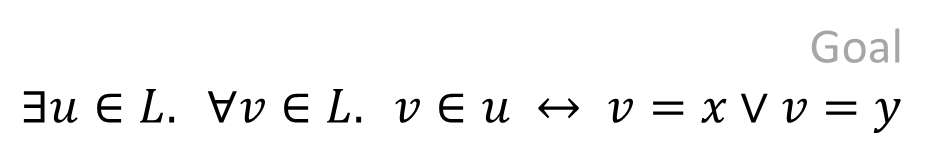 Goal
∃𝑢 ∈ 𝐿. ∀𝑣 ∈ 𝐿. 𝑣 ∈ 𝑢 ↔ 𝑣 = 𝑥 ∨ 𝑣 = 𝑦